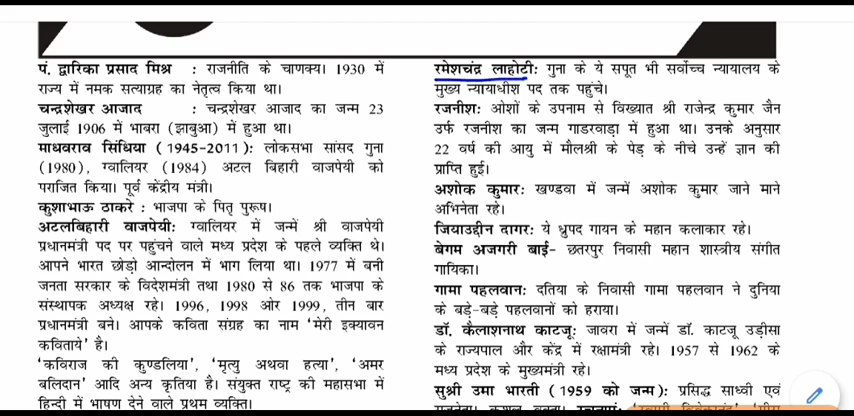 पं. द्वारिका प्रसाद मिश्र : राजनीति के चाणक्य। 1930 में
राज्य में नमक सत्याग्रह का नेतृत्व किया था।
चन्द्रशेखर आजाद : चन्द्रशेखर आजाद का जन्म 23
जुलाई 1906 में भाबरा (झाबुआ) में हुआ था।
माधवराव सिंधिया (1945-2011): लोकसभा सांसद गुना
(1980), ग्वालियर (1984) अटल बिहारी वाजपेयी को
पराजित किया। पूर्व केंद्रीय मंत्री।
कुशाभाऊ ठाकरे : भाजपा के पितृ पुरूष।
अटलबिहारी वाजपेयी: ग्वालियर में जन्में श्री वाजपेयी
प्रधानमंत्री पद पर पहुंचने वाले मध्य प्रदेश के पहले व्यक्ति थे।
आपने भारत छोड़ो आन्दोलन में भाग लिया था। 1977 में बनी
जनता सरकार के विदेशमंत्री तथा 1980 से 86 तक भाजपा के
संस्थापक अध्यक्ष रहे। 1996, 1998 ओर 1999, तीन बार
प्रधानमंत्री बने। आपके कविता संग्रह का नाम 'मेरी इक्यावन
कविताये' है।
'कविराज की कुण्डलिया', 'मृत्यु अथवा हत्या', 'अमर
बलिदान' आदि अन्य कृतिया है। संयुक्त राष्ट्र की महासभा में
हिन्दी में भाषण देने वाले प्रथम व्यक्ति।
रमेशचंद्र लाहोटी: गुना के ये सपूत भी सर्वोच्च न्यायालय के
मुख्य न्यायाधीश पद तक पहुंचे।
रजनीश: ओशों के उपनाम से विख्यात श्री राजेन्द्र कुमार जैन
उर्फ रजनीश का जन्म गाडरवाड़ा में हुआ था। उनके अनुसार
22 वर्ष की आयु में मौलश्री के पेड़ के नीचे उन्हें ज्ञान की
प्राप्ति हुई।
अशोक कुमार: खण्डवा में जन्में अशोक कुमार जाने माने
अभिनेता रहे।
जियाउद्दीन दागर: ये ध्रुपद गायन के महान कलाकार रहे।
बेगम अजगरी बाई- छतरपुर निवासी महान शास्त्रीय संगीत
गायिका।
गामा पहलवान: दतिया के निवासी गामा पहलवान ने दुनिया
के बड़े-बड़े पहलवानों को हराया।
डॉ. कैलाशनाथ काटजू: जावरा में जन्में डॉ. काटजू उड़ीसा
के राज्यपाल और केंद्र में रक्षामंत्री रहे। 1957 से 1962 के
मध्य प्रदेश के मुख्यमंत्री रहे।
सुश्री उमा भारती (1959 को जन्म): प्रसिद्ध साध्वी एवं